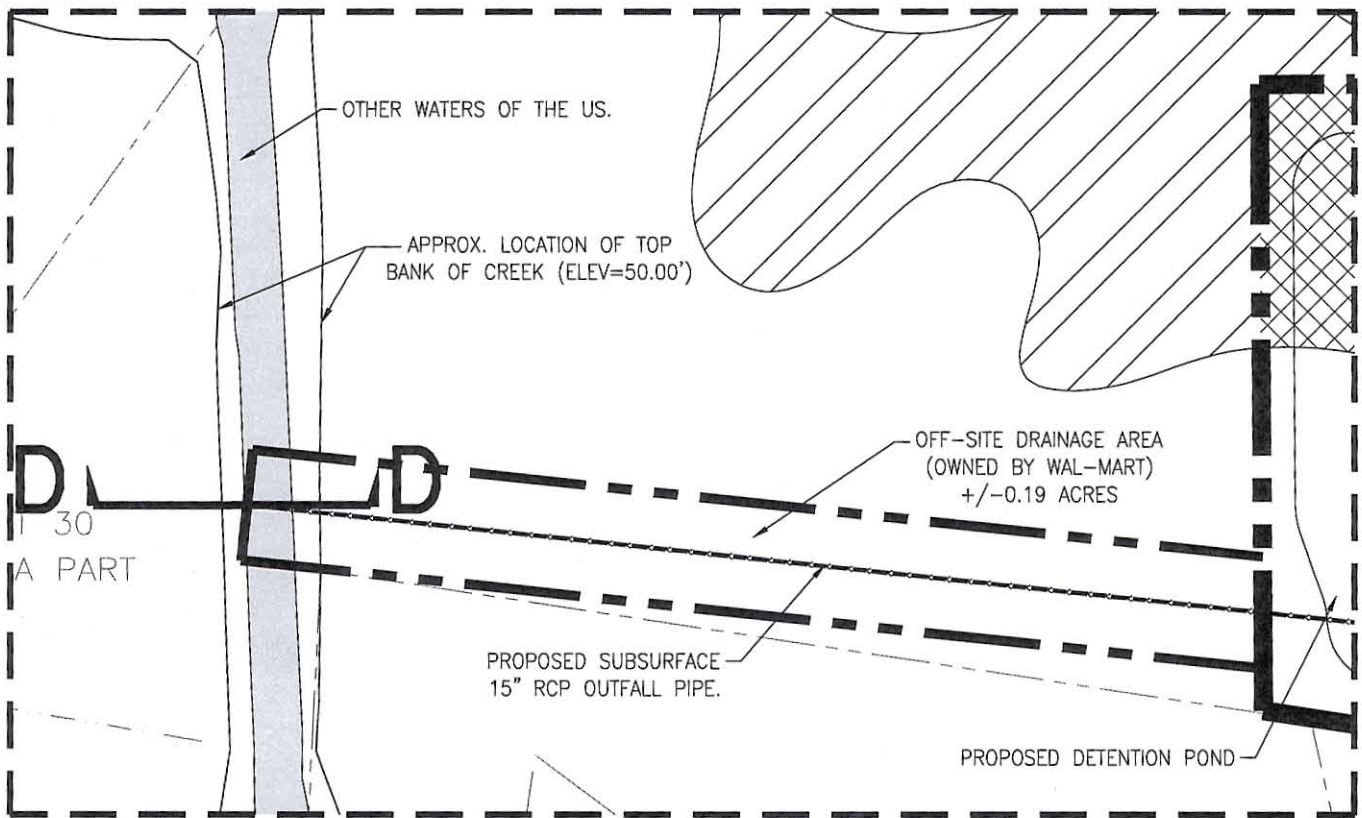 OTHER WATERS OF THE US.
APPROX. LOCATION OF TOP
BANK OF CREEK (ELEV=50.00')
OFF-SITE DRAINAGE AREA
(OWNED BY WAL-MART)
+/-0.19 ACRES
D D
30
A PART
PROPOSED SUBSURFACE
15" RCP OUTFALL PIPE.
PROPOSED DETENTION POND